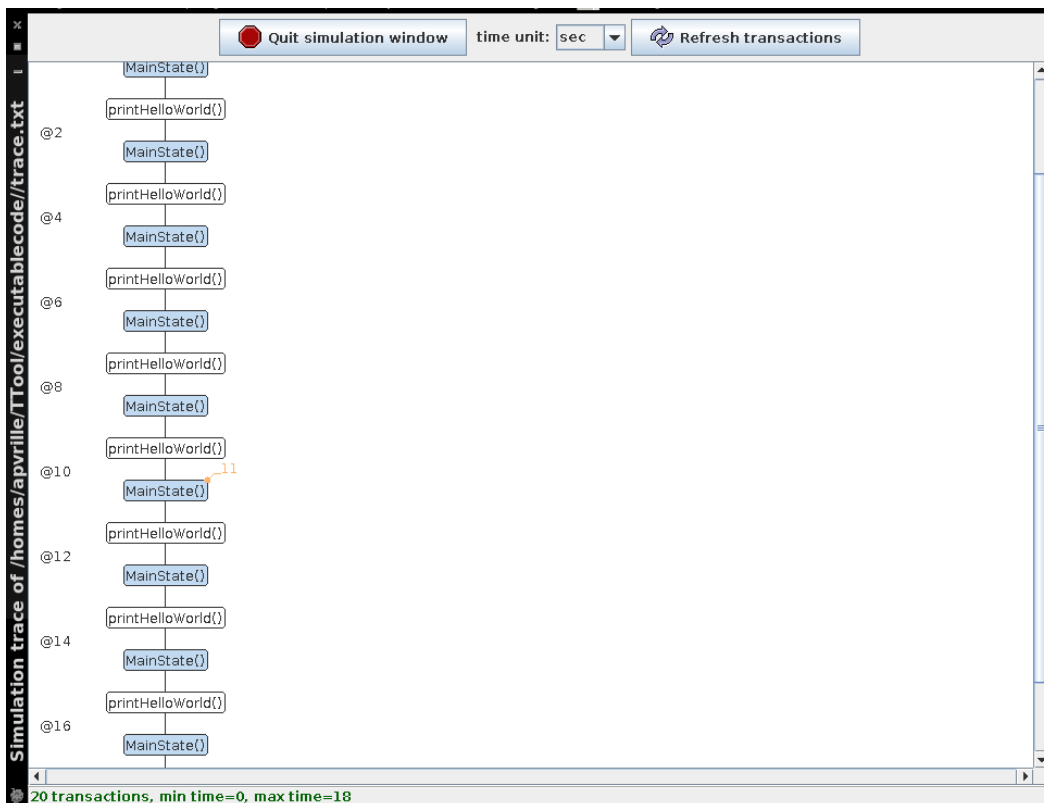 Simulation trace of /homes/apvrille/TTool/executablecode//trace.txt
Quit simulation window
time unit: sec
Refresh transactions
MainState()
printHelloWorld()
@2
MainState()
printHelloWorld()
@4
MainState()
printHelloWorld()
@6
MainState()
printHelloWorld()
@8
MainState()
printHelloWorld()
@10
11
MainState()
printHelloWorld()
@12
MainState()
printHelloWorld()
@14
MainState()
printHelloWorld()
@16
MainState()
20 transactions, min time=0, max time=18